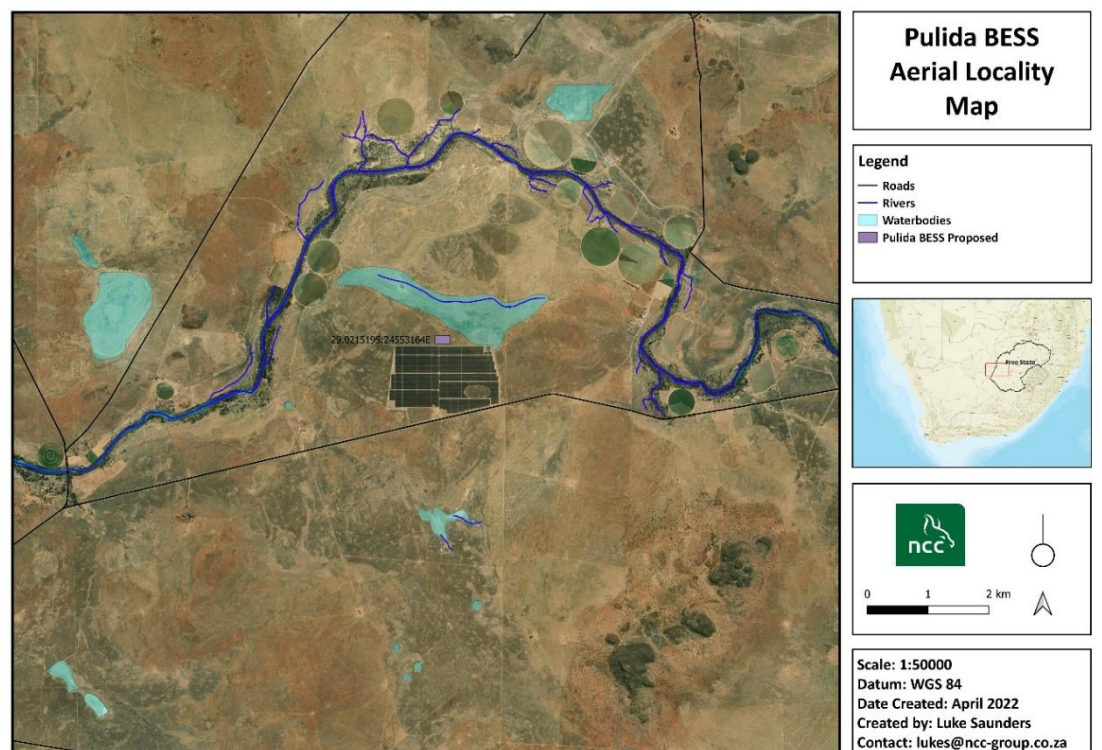 Pulida BESS
Aerial Locality
Map
Legend
Roads
Rivers
Waterbodies
Pulida BESS Proposed
29.021519S; 24553164E
Free State
ncc
0 1 2 km
Scale: 1:50000
Datum: WGS 84
Date Created: April 2022
Created by: Luke Saunders
Contact: lukes@ncc-group.co.za